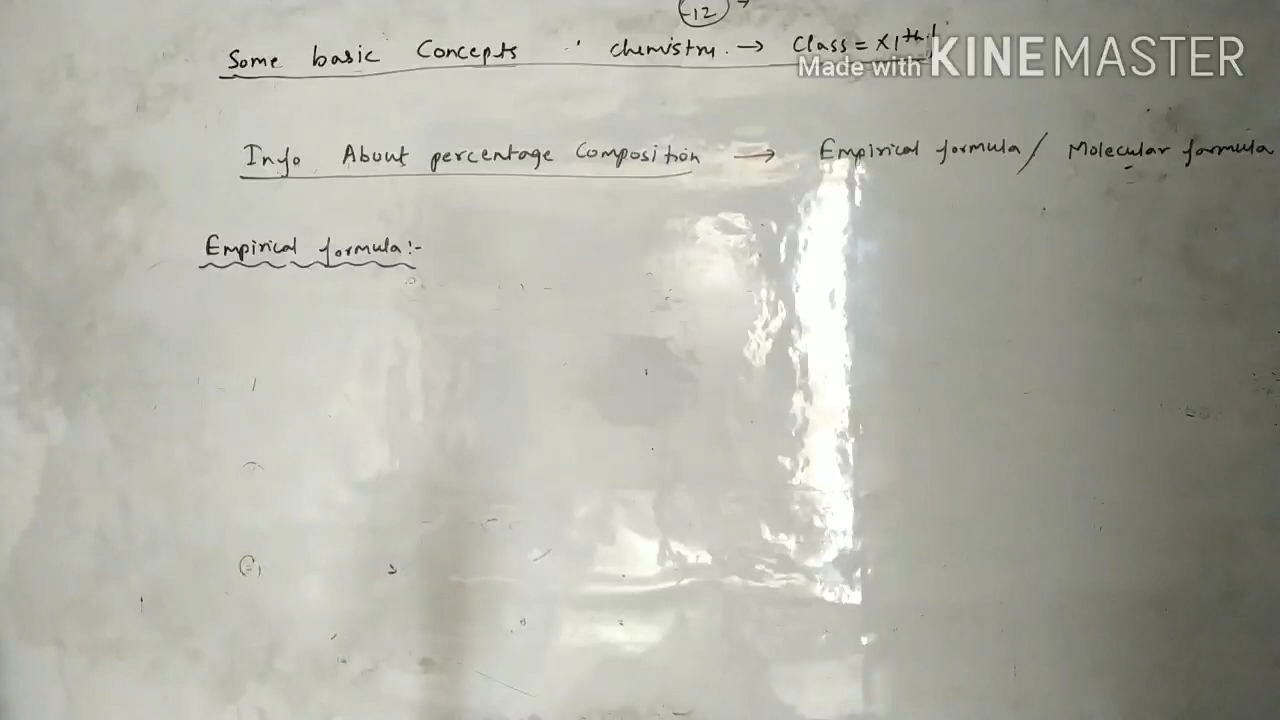 -12 →
Some basic Concepts chemistry → Class = XIth
Made with KINEMASTER
Info About percentage Composition → Empirical formula / Molecular formula
Empirical formula:-